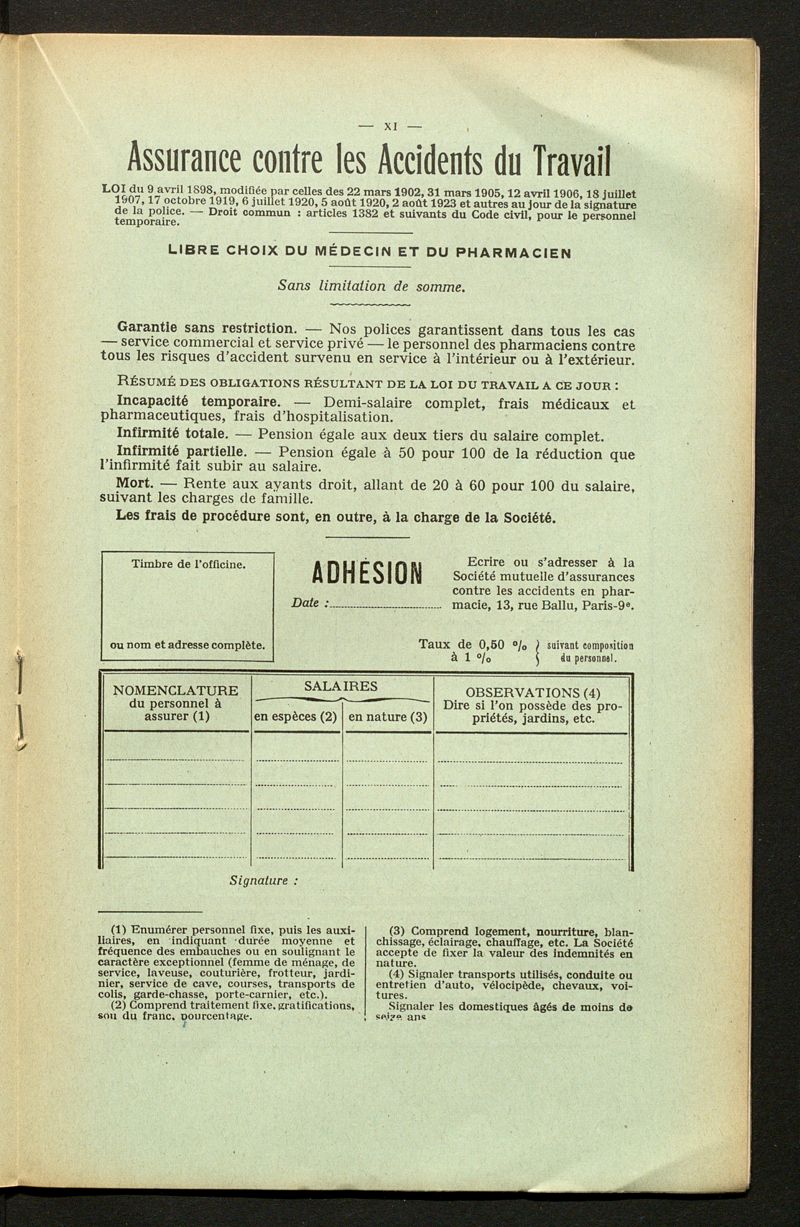 — XI —
Assurance contre les Accidents du Travail
LOI du 9 avril 1898, modifiée par celles des 22 mars 1902, 31 mars 1905, 12 avril 1906, 18 juillet
1907, 17 octobre 1919, 6 juillet 1920, 5 août 1920, 2 août 1923 et autres au jour de la signature
de la police. — Droit commun : articles 1382 et suivants du Code civil, pour le personnel
temporaire.
LIBRE CHOIX DU MÉDECIN ET DU PHARMACIEN
Sans limitation de somme.
Garantie sans restriction. — Nos polices garantissent dans tous les cas
— service commercial et service privé — le personnel des pharmaciens contre
tous les risques d'accident survenu en service à l'intérieur ou à l'extérieur.
RÉSUMÉ DES OBLIGATIONS RÉSULTANT DE LA LOI DU TRAVAIL A CE JOUR :
Incapacité temporaire. — Demi-salaire complet, frais médicaux et
pharmaceutiques, frais d'hospitalisation.
Infirmité totale. — Pension égale aux deux tiers du salaire complet.
Infirmité partielle. — Pension égale à 50 pour 100 de la réduction que
l'infirmité fait subir au salaire.
Mort. — Rente aux ayants droit, allant de 20 à 60 pour 100 du salaire,
suivant les charges de famille.
Les frais de procédure sont, en outre, à la charge de la Société.
Timbre de l'officine.
ou nom et adresse complète.
ADHÉSION
Date :
Ecrire ou s'adresser à la
Société mutuelle d'assurances
contre les accidents en phar-
macie, 13, rue Ballu, Paris-9e.
Taux de 0,50 % } suivant composition
à 1 % } du personnel.
NOMENCLATURE
du personnel à
assurer (1)
SALAIRES
en espèces (2)
en nature (3)
OBSERVATIONS (4)
Dire si l'on possède des pro-
priétés, jardins, etc.
Signature :
(1) Enumérer personnel fixe, puis les auxi-
liaires, en indiquant durée moyenne et
fréquence des embauches ou en soulignant le
caractère exceptionnel (femme de ménage, de
service, laveuse, couturière, frotteur, jardi-
nier, service de cave, courses, transports de
colis, garde-chasse, porte-carnier, etc.).
(2) Comprend traitement fixe, gratifications,
sou du franc, pourcentage.
(3) Comprend logement, nourriture, blan-
chissage, éclairage, chauffage, etc. La Société
accepte de fixer la valeur des indemnités en
nature.
(4) Signaler transports utilisés, conduite ou
entretien d'auto, vélocipède, chevaux, voi-
tures.
Signaler les domestiques âgés de moins de
seize ans